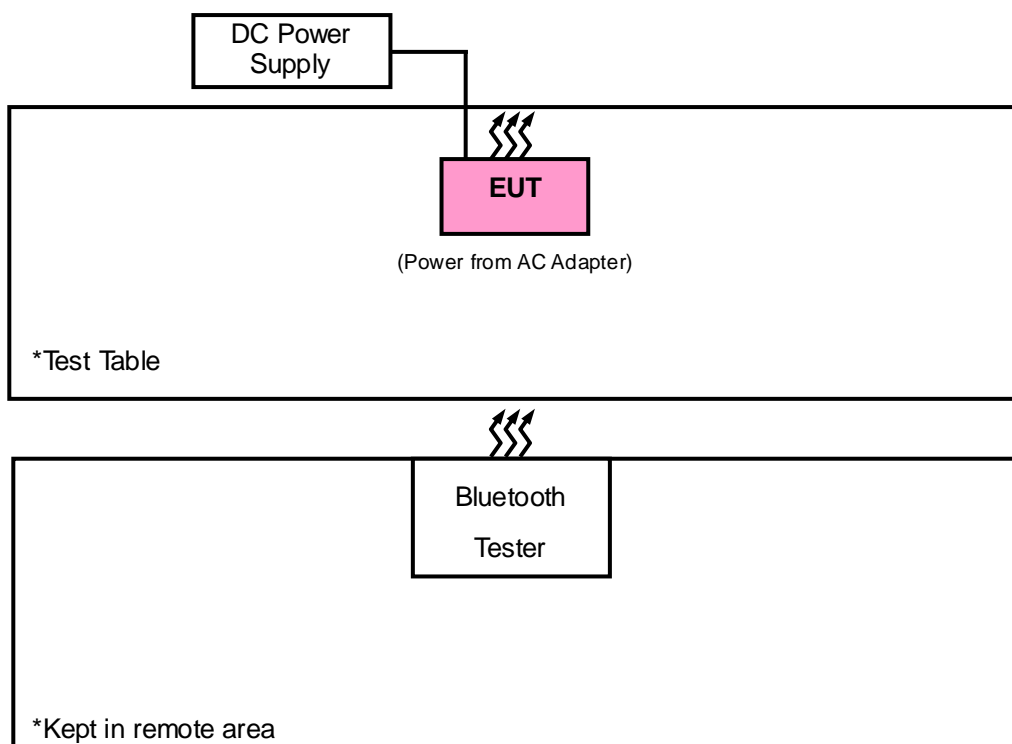 DC Power
Supply
EUT
(Power from AC Adapter)
*Test Table
Bluetooth
Tester
*Kept in remote area